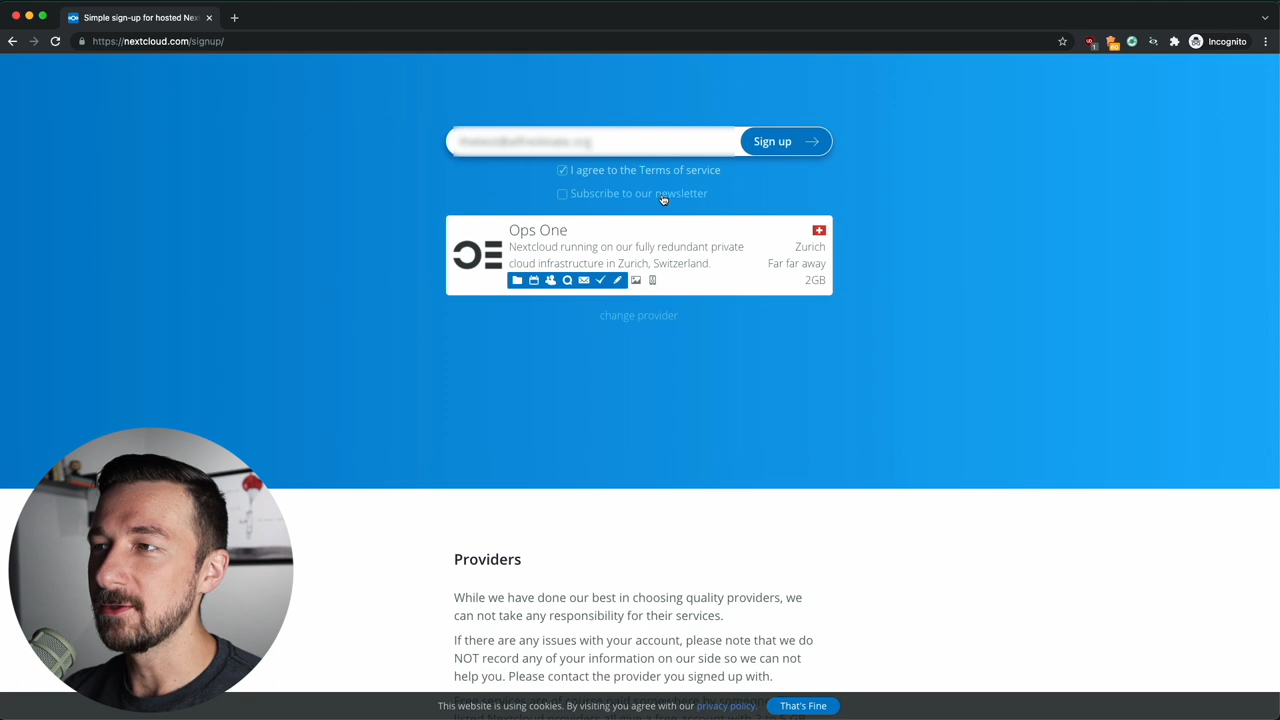 Simple sign-up for hosted Nex
https://nextcloud.com/signup/
1
60
Incognito
Sign up
I agree to the Terms of service
Subscribe to our newsletter
Ops One
Nextcloud running on our fully redundant private
cloud infrastructure in Zurich, Switzerland.
Zurich
Far far away
2GB
change provider
Providers
While we have done our best in choosing quality providers, we
can not take any responsibility for their services.
If there are any issues with your account, please note that we do
NOT record any of your information on our side so we can not
help you. Please contact the provider you signed up with.
This website is using cookies. By visiting you agree with our privacy policy.
That's Fine